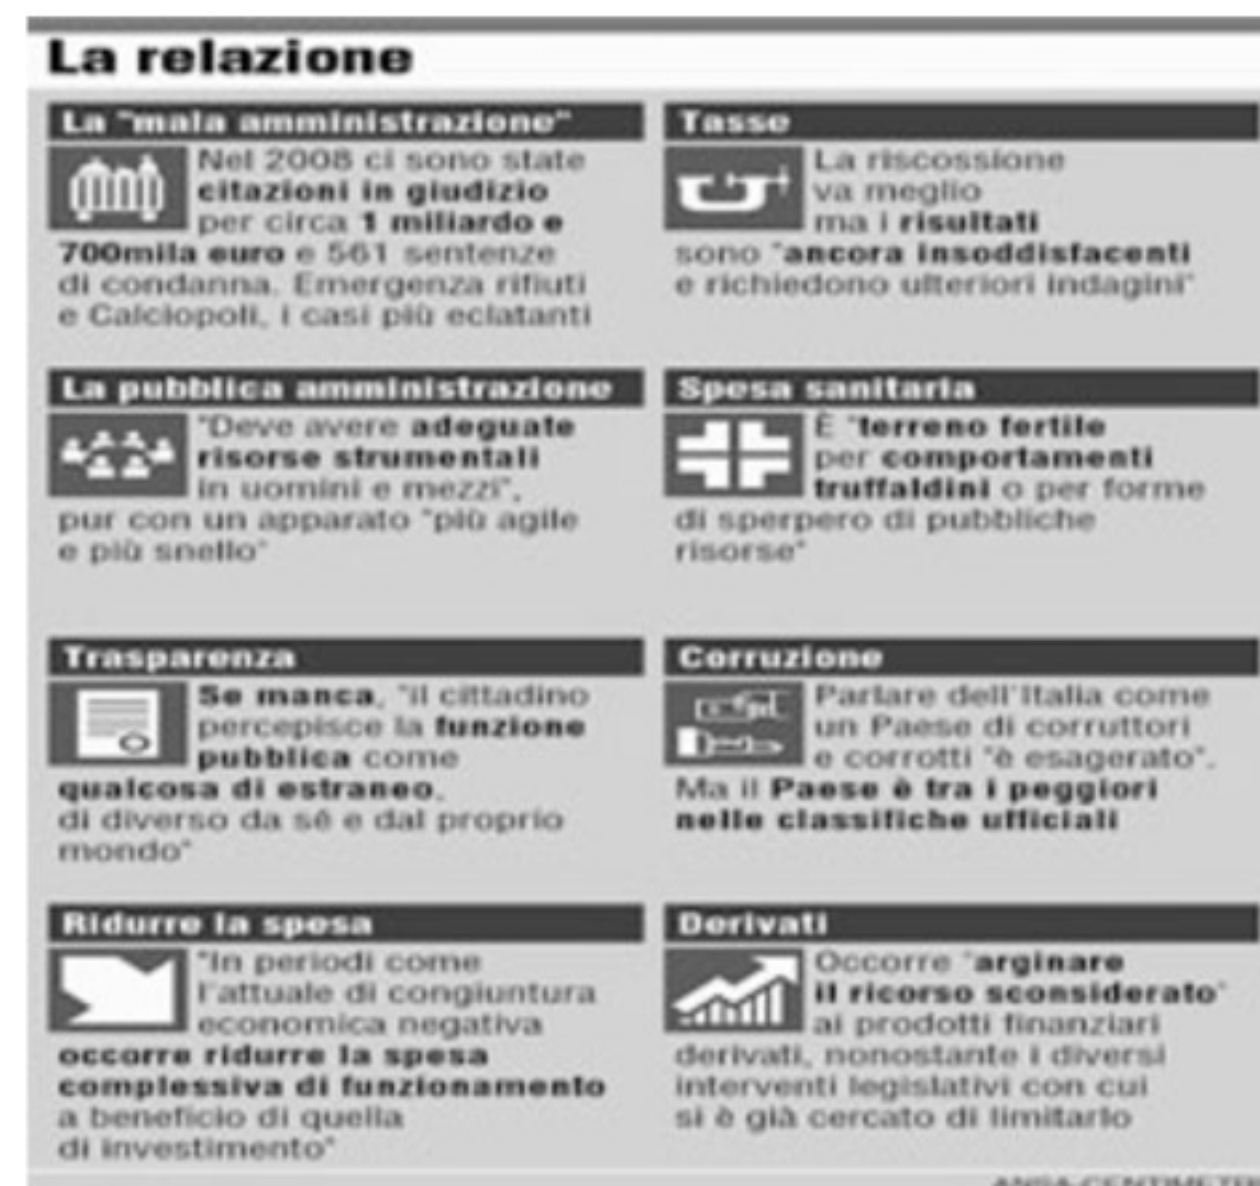 La relazione
La "mala amministrazione"
Nel 2008 ci sono state
citazioni in giudizio
per circa 1 miliardo e
700mila euro e 561 sentenze
di condanna. Emergenza rifiuti
e Calciopoli, i casi più eclatanti
Tasse
La riscossione
va meglio
ma i risultati
sono "ancora insoddisfacenti
e richiedono ulteriori indagini"
La pubblica amministrazione
"Deve avere adeguate
risorse strumentali
in uomini e mezzi",
pur con un apparato "più agile
e più snello"
Spesa sanitaria
È "terreno fertile
per comportamenti
truffaldini o per forme
di sperpero di pubbliche
risorse"
Trasparenza
Se manca, "il cittadino
percepisce la funzione
pubblica come
qualcosa di estraneo,
di diverso da sé e dal proprio
mondo"
Corruzione
Parlare dell'Italia come
un Paese di corruttori
e corrotti "è esagerato".
Ma il Paese è tra i peggiori
nelle classifiche ufficiali
Ridurre la spesa
"In periodi come
l'attuale di congiuntura
economica negativa
occorre ridurre la spesa
complessiva di funzionamento
a beneficio di quella
di investimento"
Derivati
Occorre "arginare
il ricorso sconsiderato"
ai prodotti finanziari
derivati, nonostante i diversi
interventi legislativi con cui
si è già cercato di limitarlo